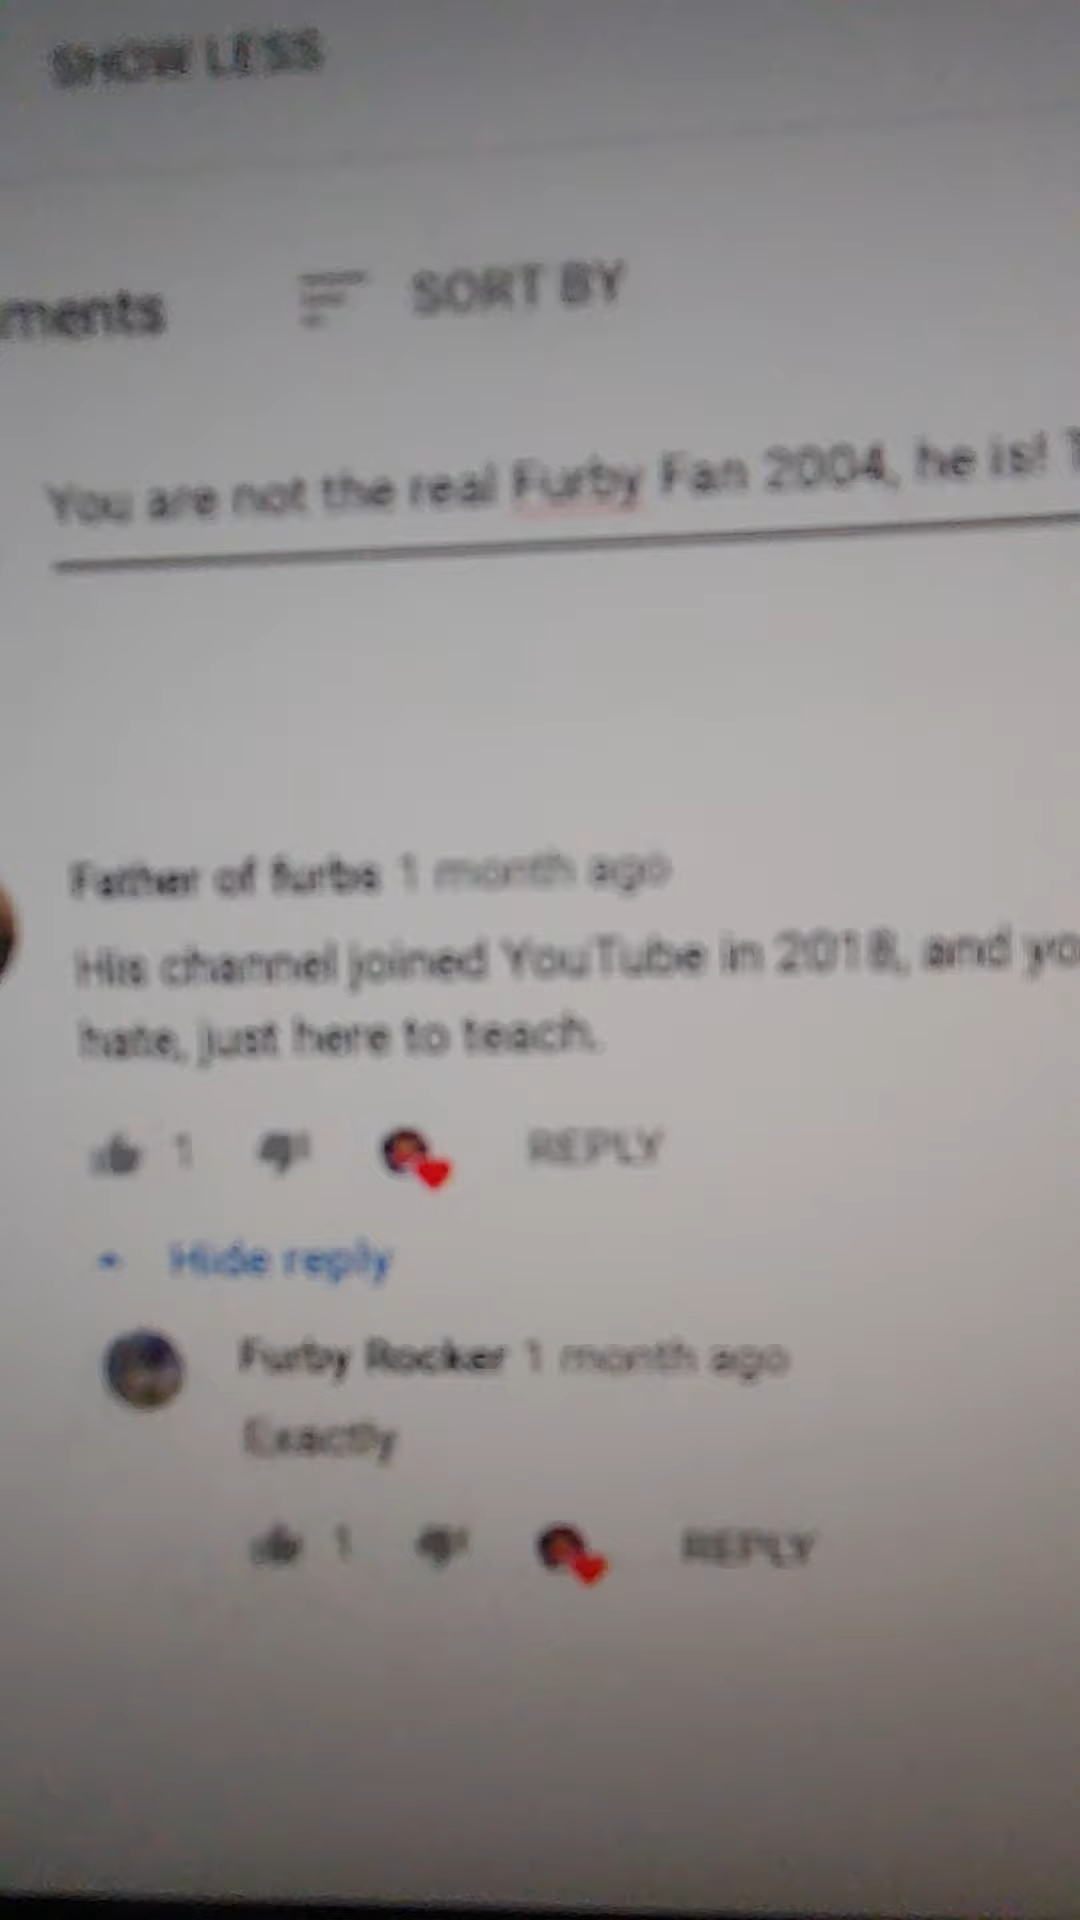 SHOW LESS
ments
SORT BY
You are not the real Furby Fan 2004, he is!
Father of furbs 1 month ago
His channel joined YouTube in 2018, and yo
hate, just here to teach.
1
REPLY
Hide reply
Furby Rocker 1 month ago
Exactly
1
REPLY